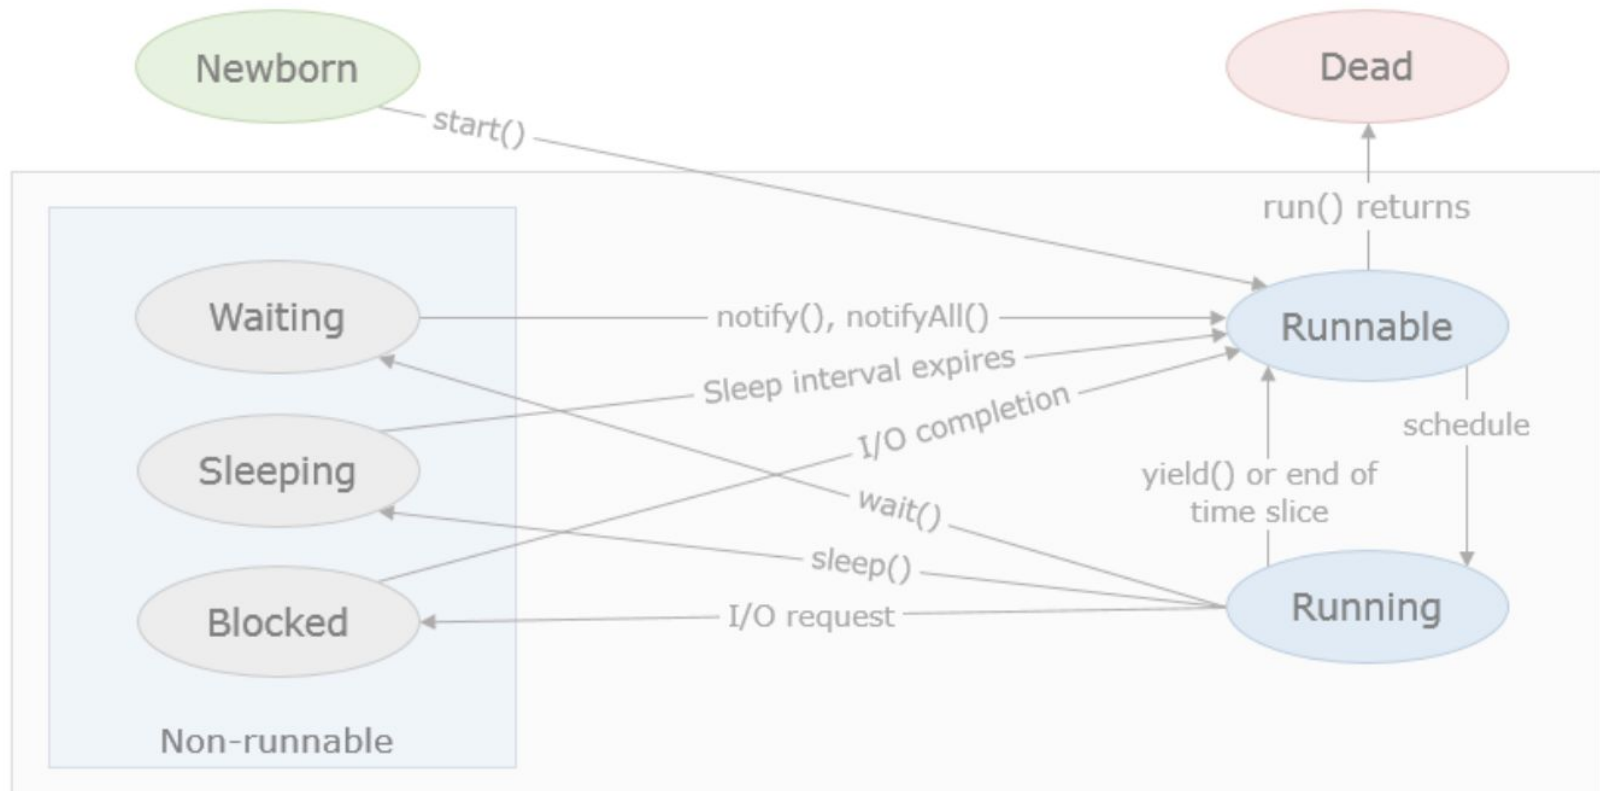 Newborn
Dead
start()
run() returns
Waiting
notify(), notifyAll()
Runnable
Sleep interval expires
I/O completion
schedule
Sleeping
yield() or end of
time slice
wait()
sleep()
Blocked
I/O request
Running
Non-runnable